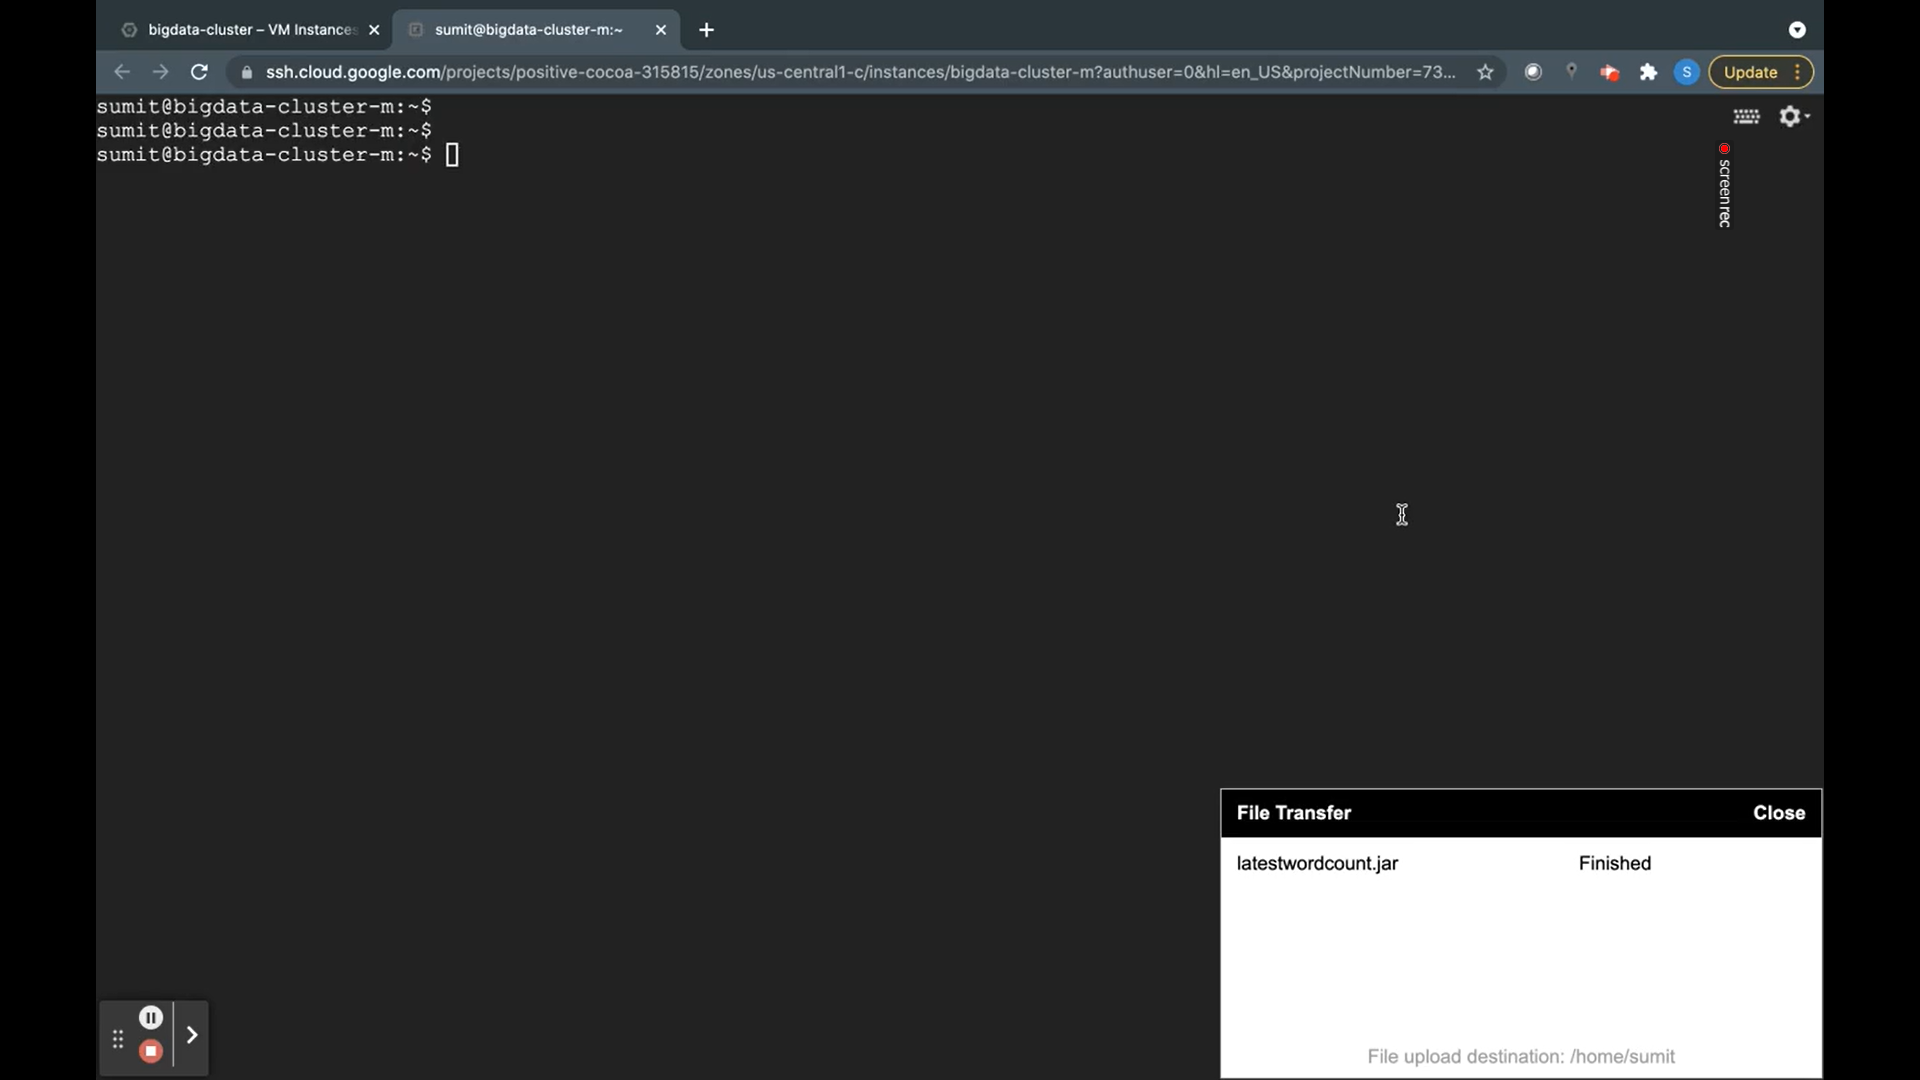 bigdata-cluster – VM Instances
sumit@bigdata-cluster-m:~
ssh.cloud.google.com/projects/positive-cocoa-315815/zones/us-central1-c/instances/bigdata-cluster-m?authuser=0&hl=en_US&projectNumber=73...
S
Update
sumit@bigdata-cluster-m:~$
sumit@bigdata-cluster-m:~$
sumit@bigdata-cluster-m:~$
screenrec
File Transfer
Close
latestwordcount.jar
Finished
File upload destination: /home/sumit